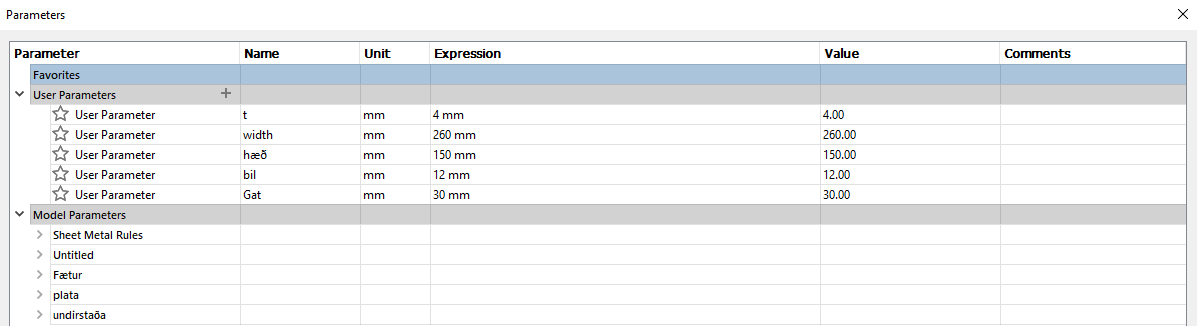 Parameters
Parameter Name Unit Expression Value Comments
Favorites
User Parameters +
User Parameter t mm 4 mm 4.00
User Parameter width mm 260 mm 260.00
User Parameter hæð mm 150 mm 150.00
User Parameter bil mm 12 mm 12.00
User Parameter Gat mm 30 mm 30.00
Model Parameters
Sheet Metal Rules
Untitled
Fætur
plata
undirstaða